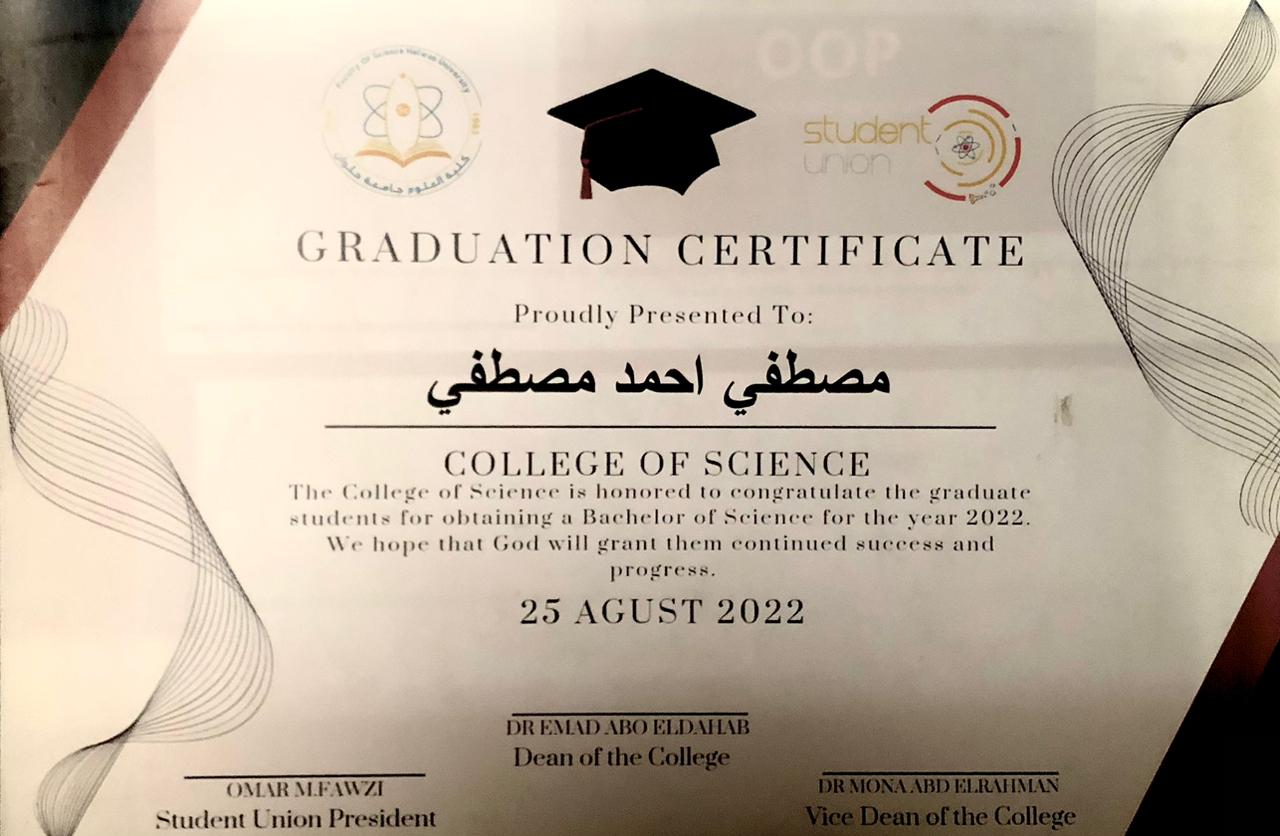 Faculty Of Science Helwan University
1981
كلية العلوم جامعة حلوان
OOP
student
union
GRADUATION CERTIFICATE
Proudly Presented To:
مصطفي احمد مصطفي
COLLEGE OF SCIENCE
The College of Science is honored to congratulate the graduate
students for obtaining a Bachelor of Science for the year 2022.
We hope that God will grant them continued success and
progress.
25 AGUST 2022
DR EMAD ABO ELDAHAB
Dean of the College
OMAR M.FAWZI
Student Union President
DR MONA ABD ELRAHMAN
Vice Dean of the College